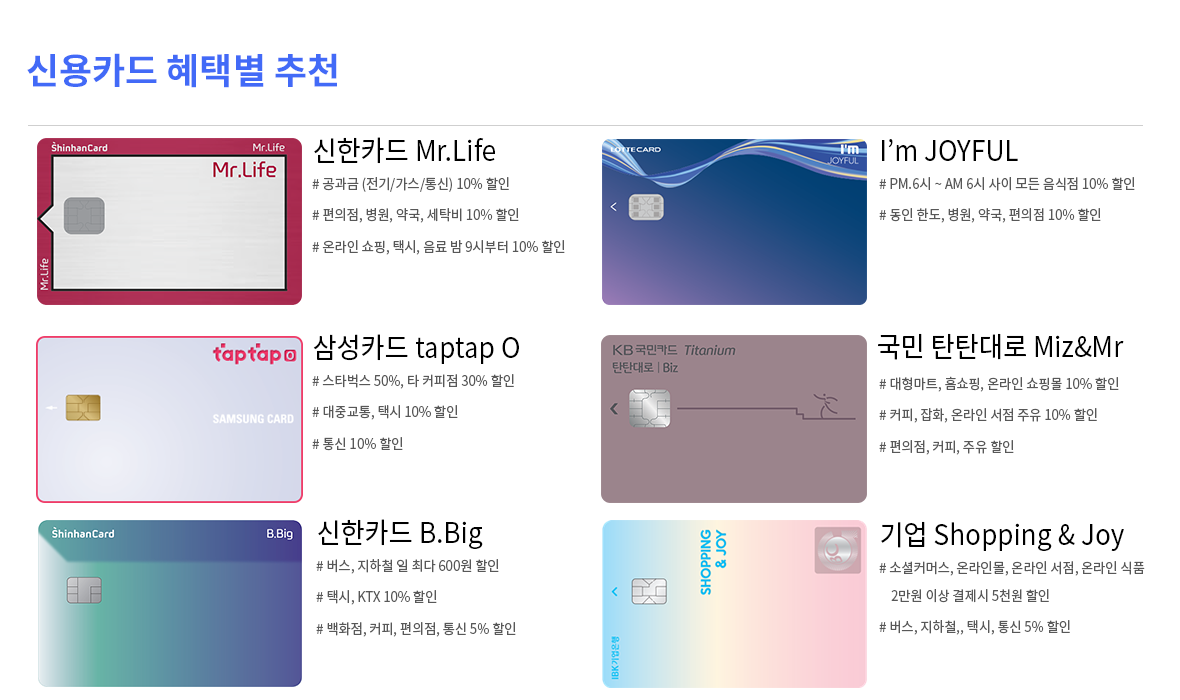 신용카드 혜택별 추천
ShinhanCard
Mr.Life
Mr.Life
Mr.Life
신한카드 Mr.Life
# 공과금 (전기/가스/통신) 10% 할인
# 편의점, 병원, 약국, 세탁비 10% 할인
# 온라인 쇼핑, 택시, 음료 밤 9시부터 10% 할인
LOTTE CARD
I'm
JOYFUL
I’m JOYFUL
# PM.6시 ~ AM 6시 사이 모든 음식점 10% 할인
# 동인 한도, 병원, 약국, 편의점 10% 할인
taptap O
SAMSUNG CARD
삼성카드 taptap O
# 스타벅스 50%, 타 커피점 30% 할인
# 대중교통, 택시 10% 할인
# 통신 10% 할인
KB국민카드 Titanium
탄탄대로 | Biz
국민 탄탄대로 Miz&Mr
# 대형마트, 홈쇼핑, 온라인 쇼핑몰 10% 할인
# 커피, 잡화, 온라인 서점 주유 10% 할인
# 편의점, 커피, 주유 할인
ShinhanCard
B.Big
신한카드 B.Big
# 버스, 지하철 일 최다 600원 할인
# 택시, KTX 10% 할인
# 백화점, 커피, 편의점, 통신 5% 할인
SHOPPING
& JOY
IBK기업은행
기업 Shopping & Joy
# 소셜커머스, 온라인몰, 온라인 서점, 온라인 식품
2만원 이상 결제시 5천원 할인
# 버스, 지하철,, 택시, 통신 5% 할인